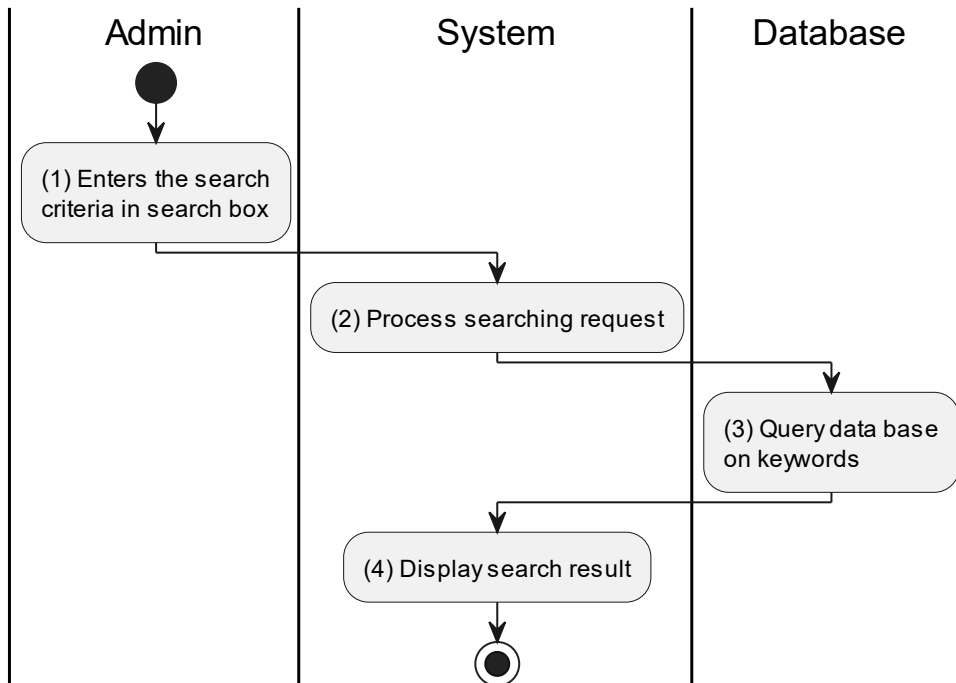 Admin
System
Database
(1) Enters the search
criteria in search box
(2) Process searching request
(3) Query data base
on keywords
(4) Display search result